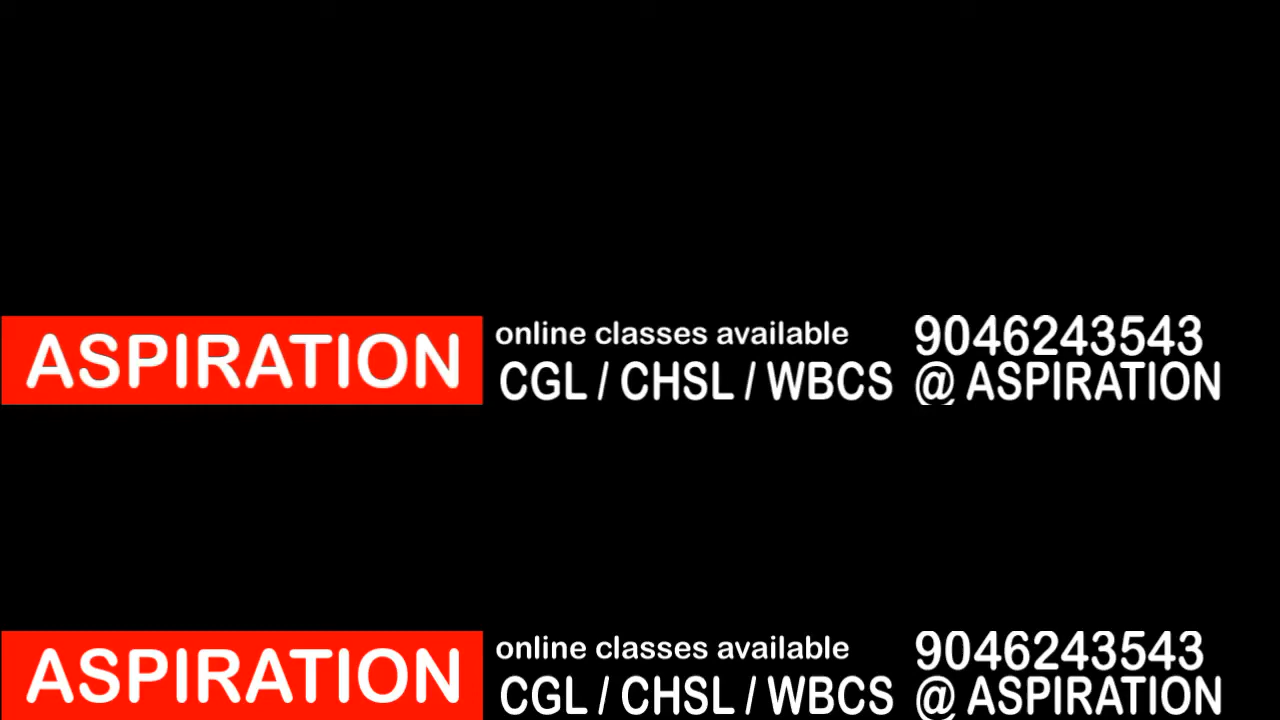 ASPIRATION
online classes available
CGL / CHSL / WBCS
9046243543
@ ASPIRATION
ASPIRATION
online classes available
CGL / CHSL / WBCS
9046243543
@ ASPIRATION